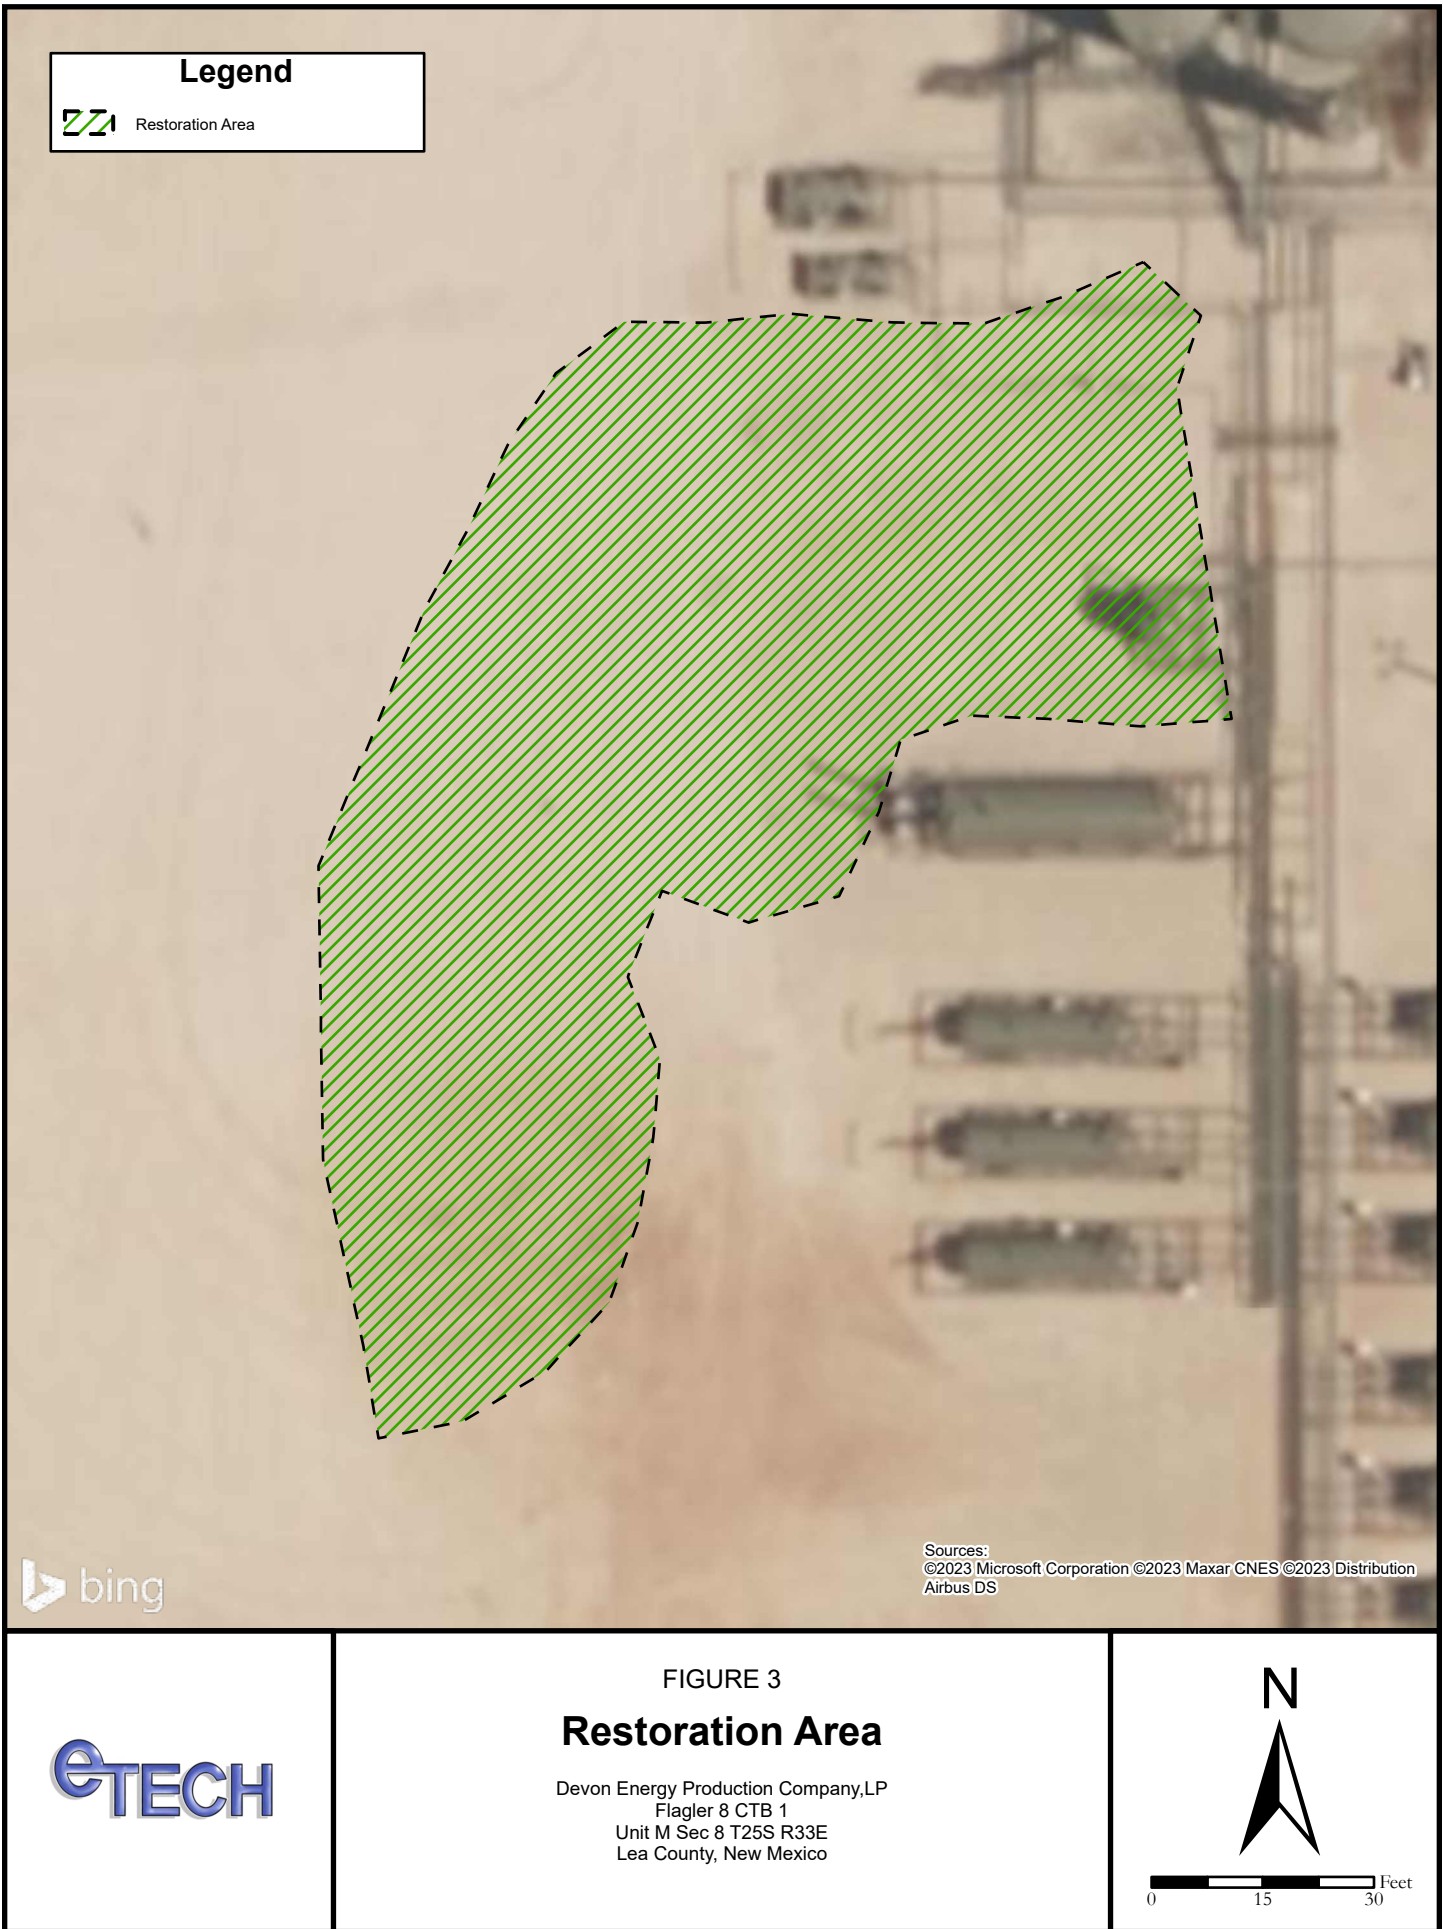 Legend
Restoration Area
Sources:
©2023 Microsoft Corporation ©2023 Maxar CNES ©2023 Distribution
Airbus DS
bing
eTECH
FIGURE 3
Restoration Area
Devon Energy Production Company,LP
Flagler 8 CTB 1
Unit M Sec 8 T25S R33E
Lea County, New Mexico
N
Feet
0 15 30